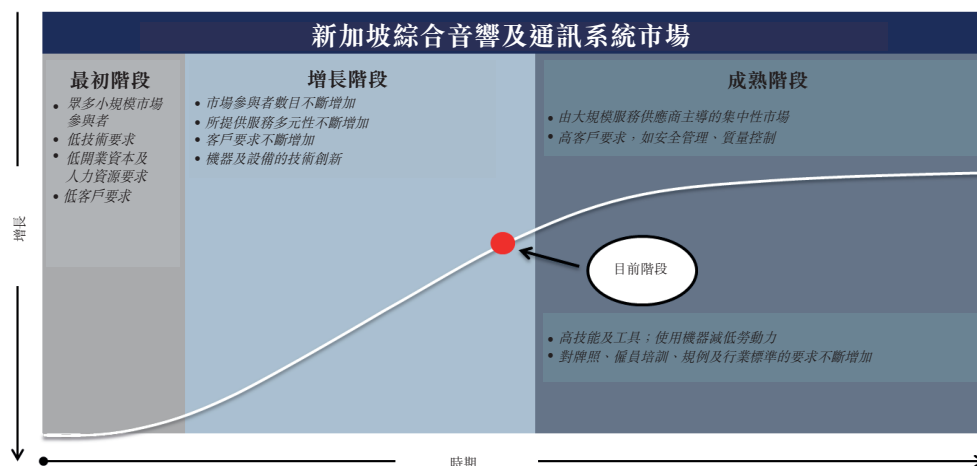 新加坡綜合音響及通訊系統市場
最初階段
• 眾多小規模市場
參與者
• 低技術要求
• 低開業資本及
人力資源要求
• 低客戶要求
增長階段
• 市場參與者數目不斷增加
• 所提供服務多元性不斷增加
• 客戶要求不斷增加
• 機器及設備的技術創新
成熟階段
• 由大規模服務供應商主導的集中性市場
• 高客戶要求，如安全管理、質量控制
目前階段
• 高技能及工具；使用機器減低勞動力
• 對牌照、僱員培訓、規例及行業標準的要求不斷增加
增長
時期